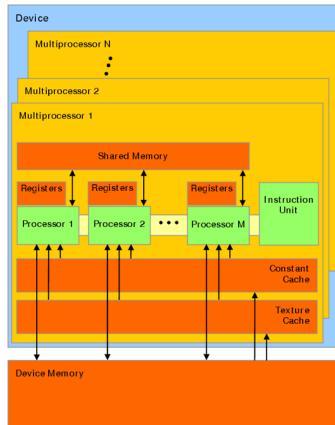 Device
Multiprocessor N
Multiprocessor 2
Multiprocessor 1
Shared Memory
Registers
Registers
Registers
Processor 1
Processor 2
Processor M
Instruction
Unit
Constant
Cache
Texture
Cache
Device Memory